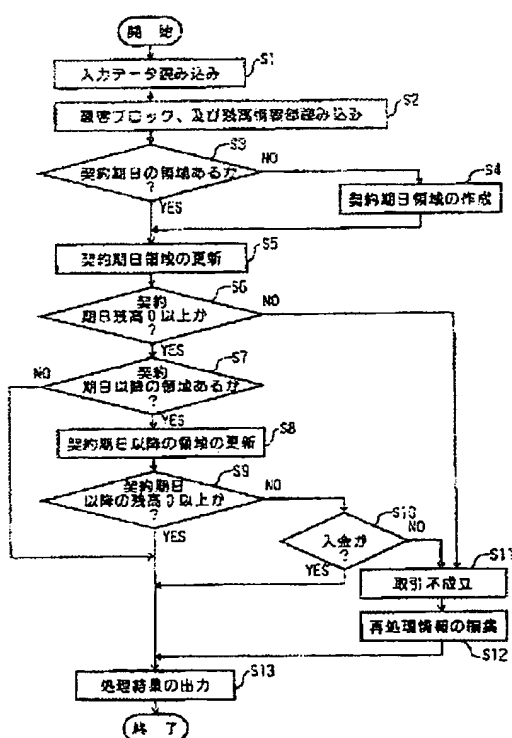 開 始
S1
入力データ読み込み
S2
顧客ブロック、及び残高情報部読み込み
S3
契約期日の領域あるか
?
NO
YES
S4
契約期日領域の作成
S5
契約期日領域の更新
S6
契約
期日残高0以上か
?
NO
YES
S7
契約
期日以降の領域あるか
?
NO
YES
S8
契約期日以降の領域の更新
S9
契約期日
以降の残高0以上か
?
NO
YES
S10
入金か
?
NO
YES
S11
取引不成立
再処理情報の編集
S12
S13
処理結果の出力
終 了